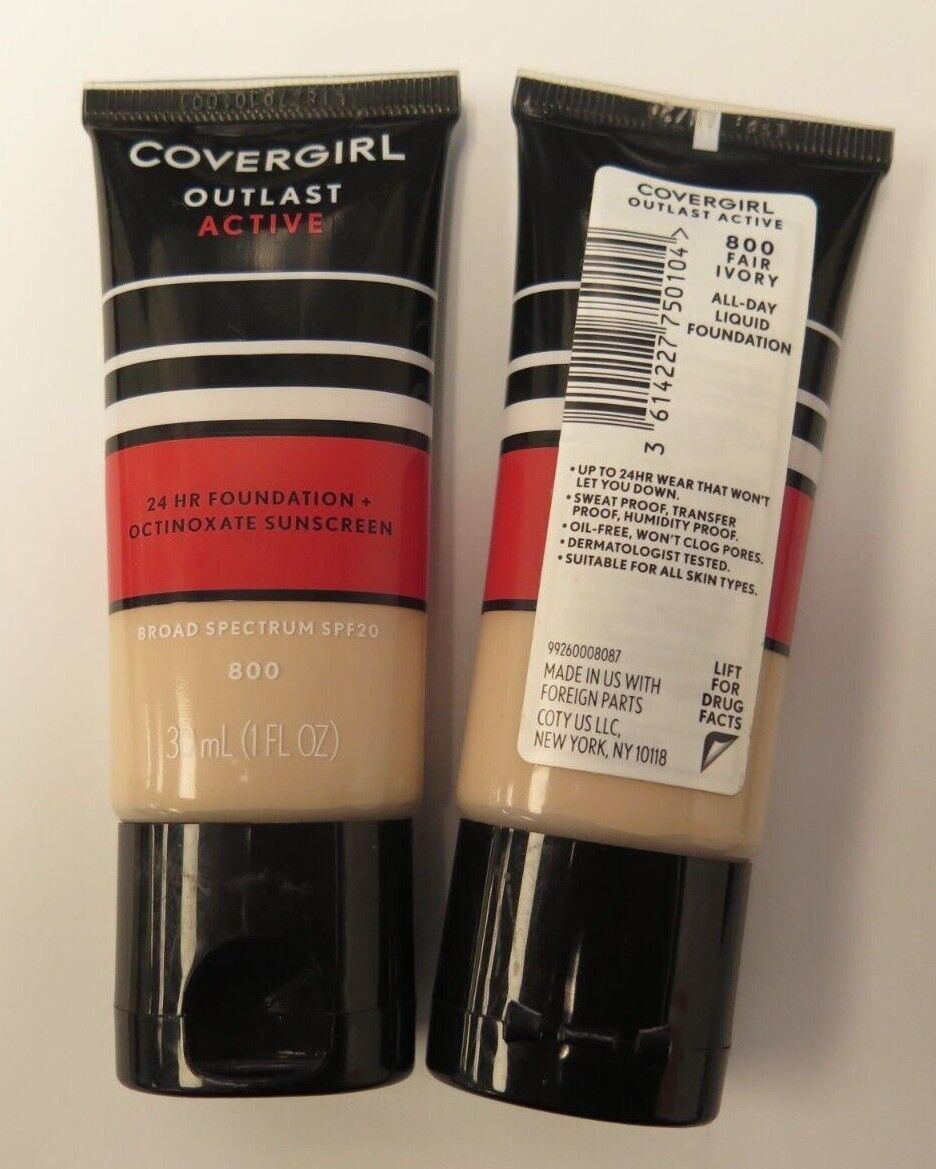 COVERGIRL
OUTLAST
ACTIVE
24 HR FOUNDATION +
OCTINOXATE SUNSCREEN
BROAD SPECTRUM SPF20
800
30 mL (1 FL OZ)
COVERGIRL
OUTLAST ACTIVE
800
FAIR
IVORY
ALL-DAY
LIQUID
FOUNDATION
3 614227 750104 >
• UP TO 24HR WEAR THAT WON'T
LET YOU DOWN.
• SWEAT PROOF, TRANSFER
PROOF, HUMIDITY PROOF.
• OIL-FREE, WON'T CLOG PORES.
• DERMATOLOGIST TESTED.
• SUITABLE FOR ALL SKIN TYPES.
99260008087
MADE IN US WITH
FOREIGN PARTS
COTY US LLC,
NEW YORK, NY 10118
LIFT
FOR
DRUG
FACTS